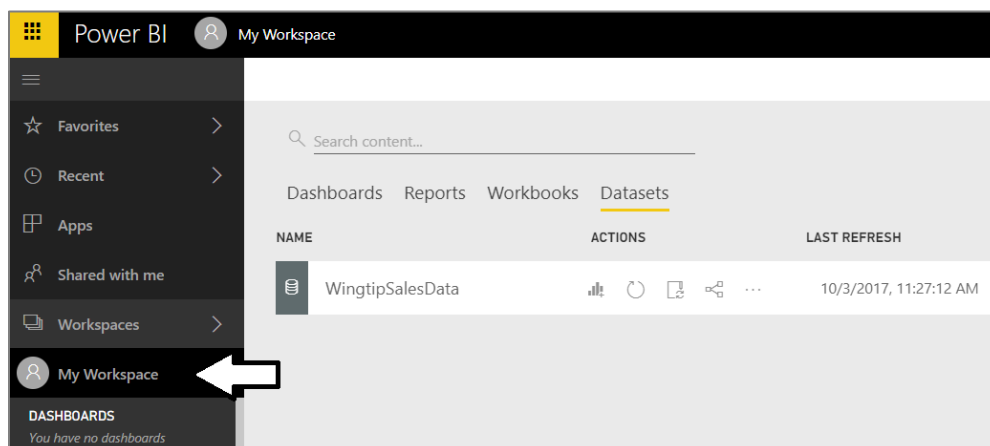 Power BI My Workspace
Favorites
Recent
Apps
Shared with me
Workspaces
My Workspace
DASHBOARDS
You have no dashboards
Search content...
Dashboards Reports Workbooks Datasets
NAME ACTIONS LAST REFRESH
WingtipSalesData 10/3/2017, 11:27:12 AM